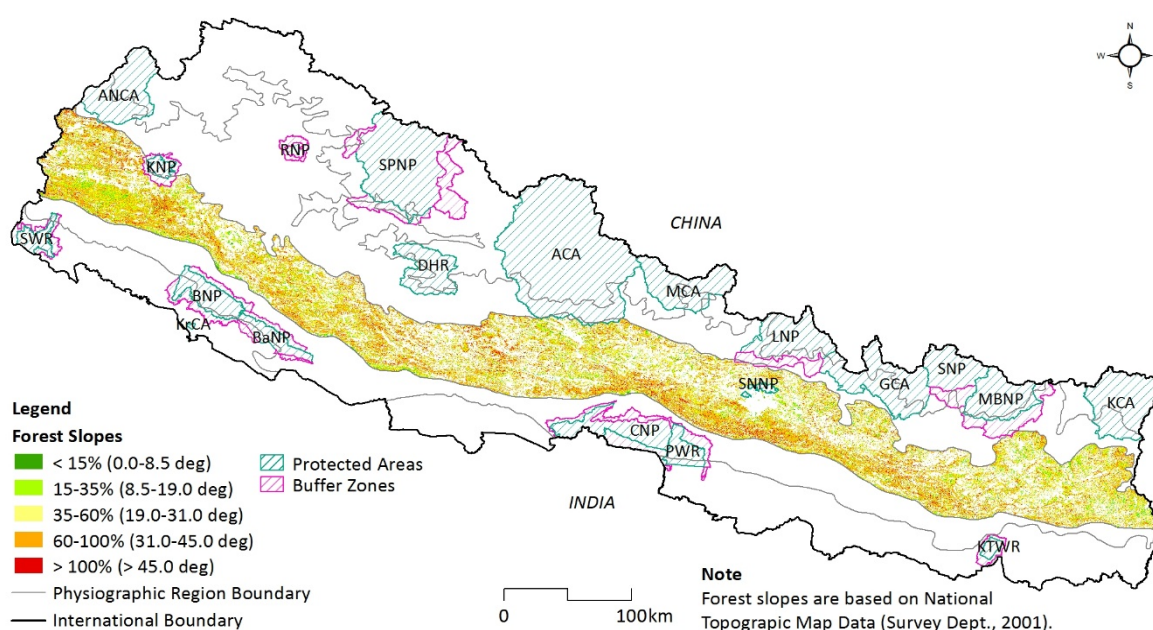 N
W
E
S
ANCA
RNP
KNP
SPNP
CHINA
SWR
DHR
ACA
MCA
BNP
KrCA
BaNP
LNP
SNNP
GCA
SNP
MBNP
KCA
CNP
PWR
INDIA
KTWR
Legend
Forest Slopes
< 15% (0.0-8.5 deg)
15-35% (8.5-19.0 deg)
35-60% (19.0-31.0 deg)
60-100% (31.0-45.0 deg)
> 100% (> 45.0 deg)
Physiographic Region Boundary
International Boundary
Protected Areas
Buffer Zones
0 100km
Note
Forest slopes are based on National
Topograpic Map Data (Survey Dept., 2001).